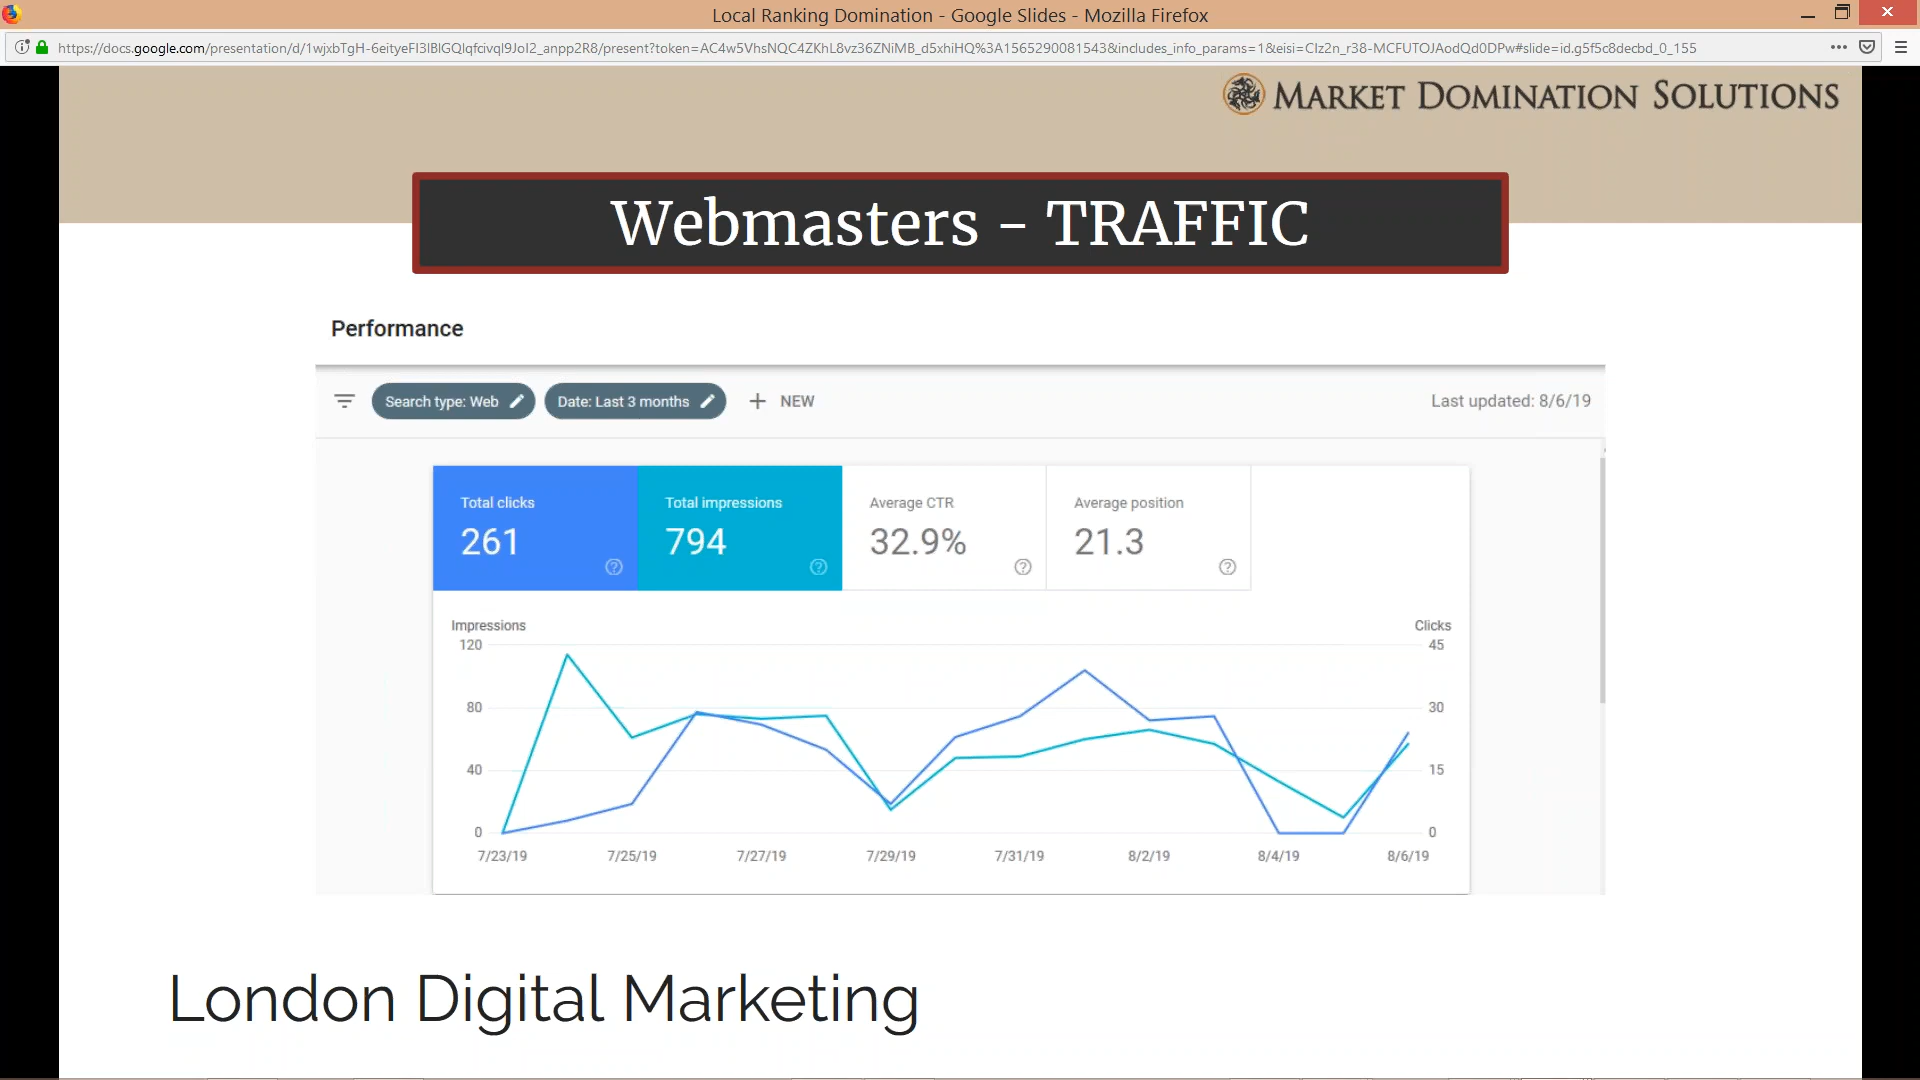 Local Ranking Domination - Google Slides - Mozilla Firefox
https://docs.google.com/presentation/d/1wjxbTgH-6eityeFI3lBlGQlqfcivql9JoI2_anpp2R8/present?token=AC4w5VhsNQC4ZKhL8vz36ZNiMB_d5xhiHQ%3A1565290081543&includes_info_params=1&eisi=CIz2n_r38-MCFUTOJAodQd0DPw#slide=id.g5f5c8decbd_0_155
MARKET DOMINATION SOLUTIONS
Webmasters - TRAFFIC
Performance
Search type: Web Date: Last 3 months + NEW Last updated: 8/6/19
Total clicks Total impressions Average CTR Average position
261 794 32.9% 21.3
Impressions Clicks
120 45
80 30
40 15
0 0
7/23/19 7/25/19 7/27/19 7/29/19 7/31/19 8/2/19 8/4/19 8/6/19
London Digital Marketing